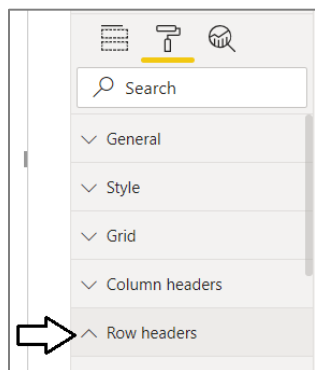 Search
General
Style
Grid
Column headers
Row headers